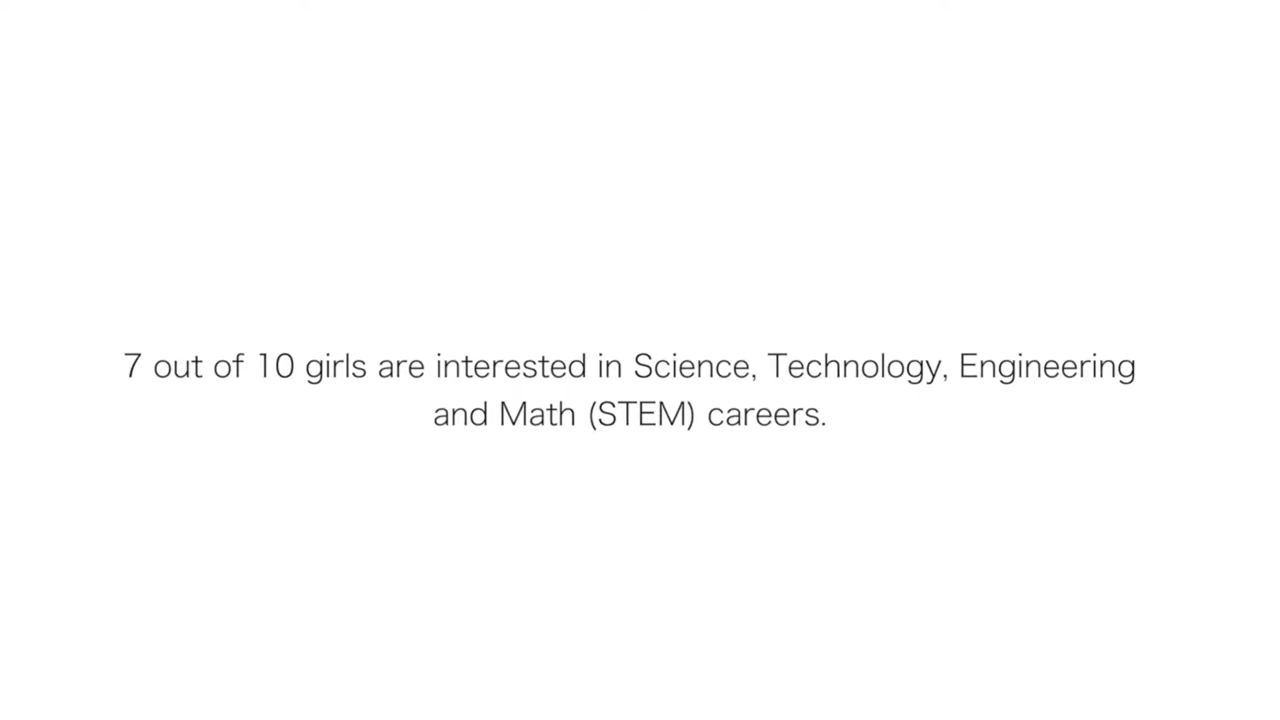 7 out of 10 girls are interested in Science, Technology, Engineering
and Math (STEM) careers.